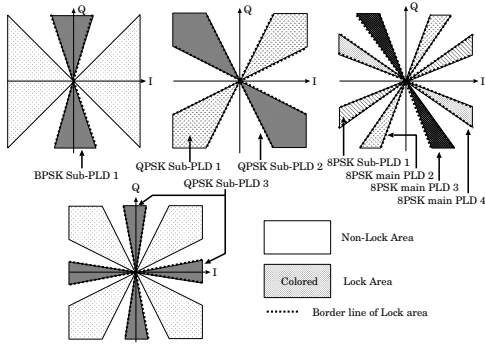 Q
I
BPSK Sub-PLD 1
Q
I
QPSK Sub-PLD 1
QPSK Sub-PLD 2
Q
I
8PSK Sub-PLD 1
8PSK main PLD 2
8PSK main PLD 3
8PSK main PLD 4
QPSK Sub-PLD 3
Q
I
Non-Lock Area
Colored
Lock Area
Border line of Lock area